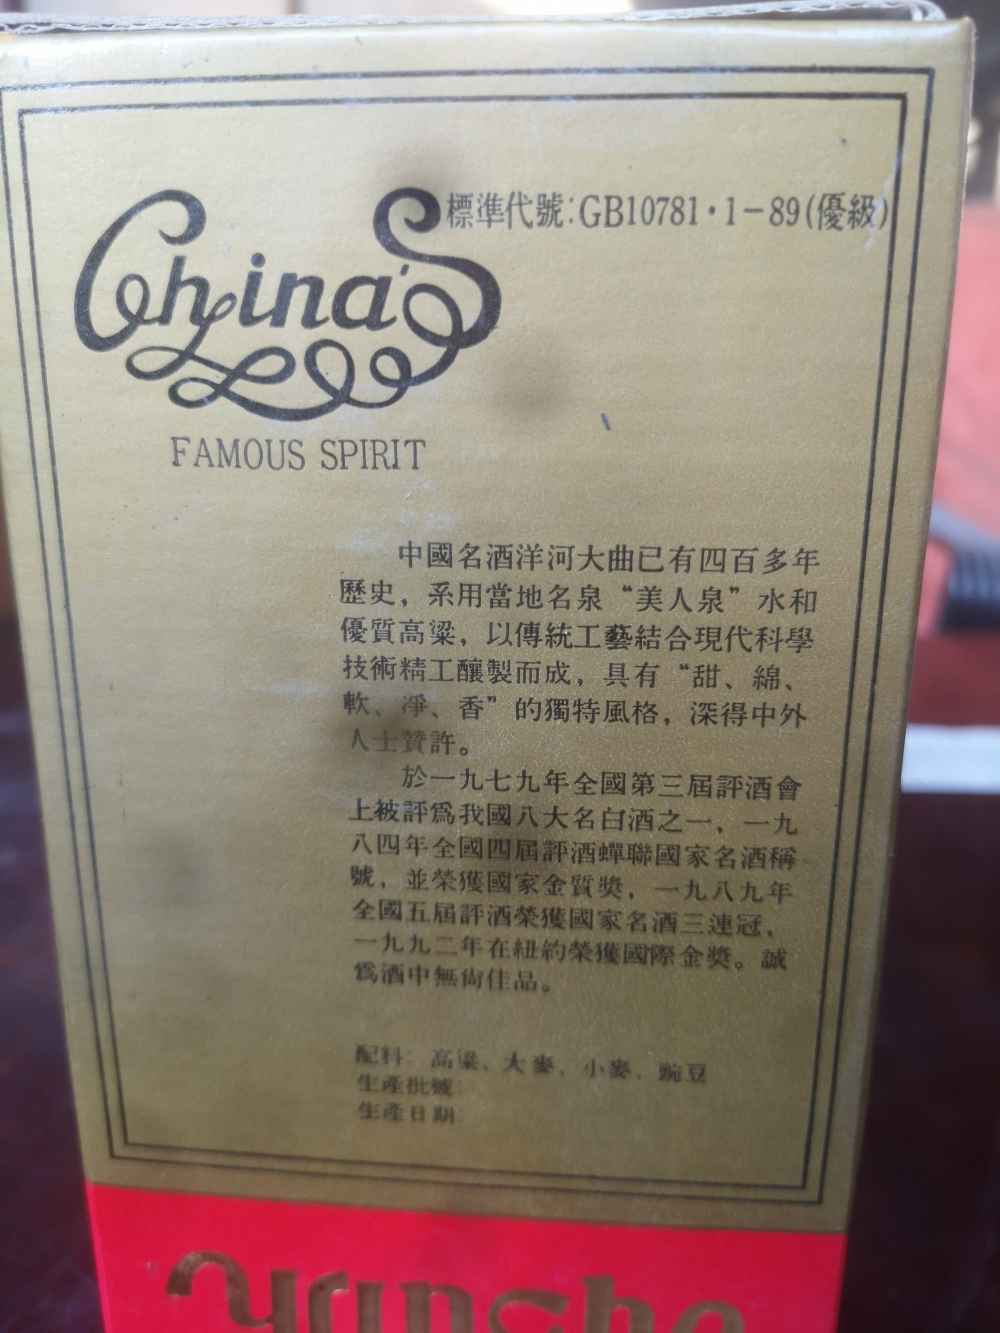 標準代號:GB10781·1-89(優級)
China's
FAMOUS SPIRIT
中國名酒洋河大曲已有四百多年
歷史，系用當地名泉“美人泉”水和
優質高粱，以傳統工藝結合現代科學
技術精工釀製而成，具有“甜、綿、
軟、淨、香”的獨特風格，深得中外
人士贊許。
於一九七九年全國第三屆評酒會
上被評爲我國八大名白酒之一，一九
八四年全國四屆評酒蟬聯國家名酒稱
號，並榮獲國家金質獎，一九八九年
全國五屆評酒榮獲國家名酒三連冠，
一九九二年在紐約榮獲國際金獎。誠
爲酒中無尚佳品。
配料：高粱、大麥、小麥、豌豆
生產批號:
生產日期: